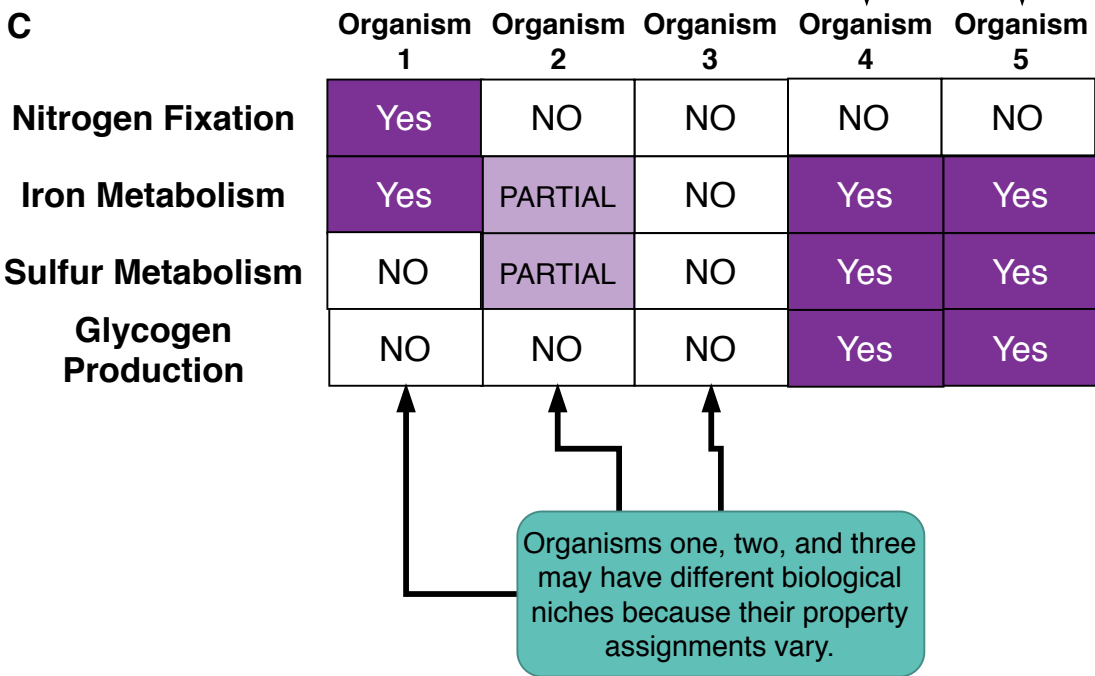 C
Organism Organism Organism Organism Organism
1 2 3 4 5
Nitrogen Fixation Yes NO NO NO NO
Iron Metabolism Yes PARTIAL NO Yes Yes
Sulfur Metabolism NO PARTIAL NO Yes Yes
Glycogen
Production NO NO NO Yes Yes
Organisms one, two, and three
may have different biological
niches because their property
assignments vary.